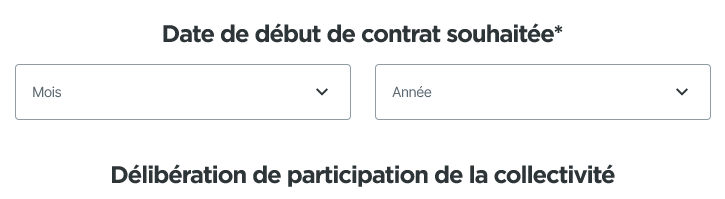 Date de début de contrat souhaitée*
Mois Année
Délibération de participation de la collectivité